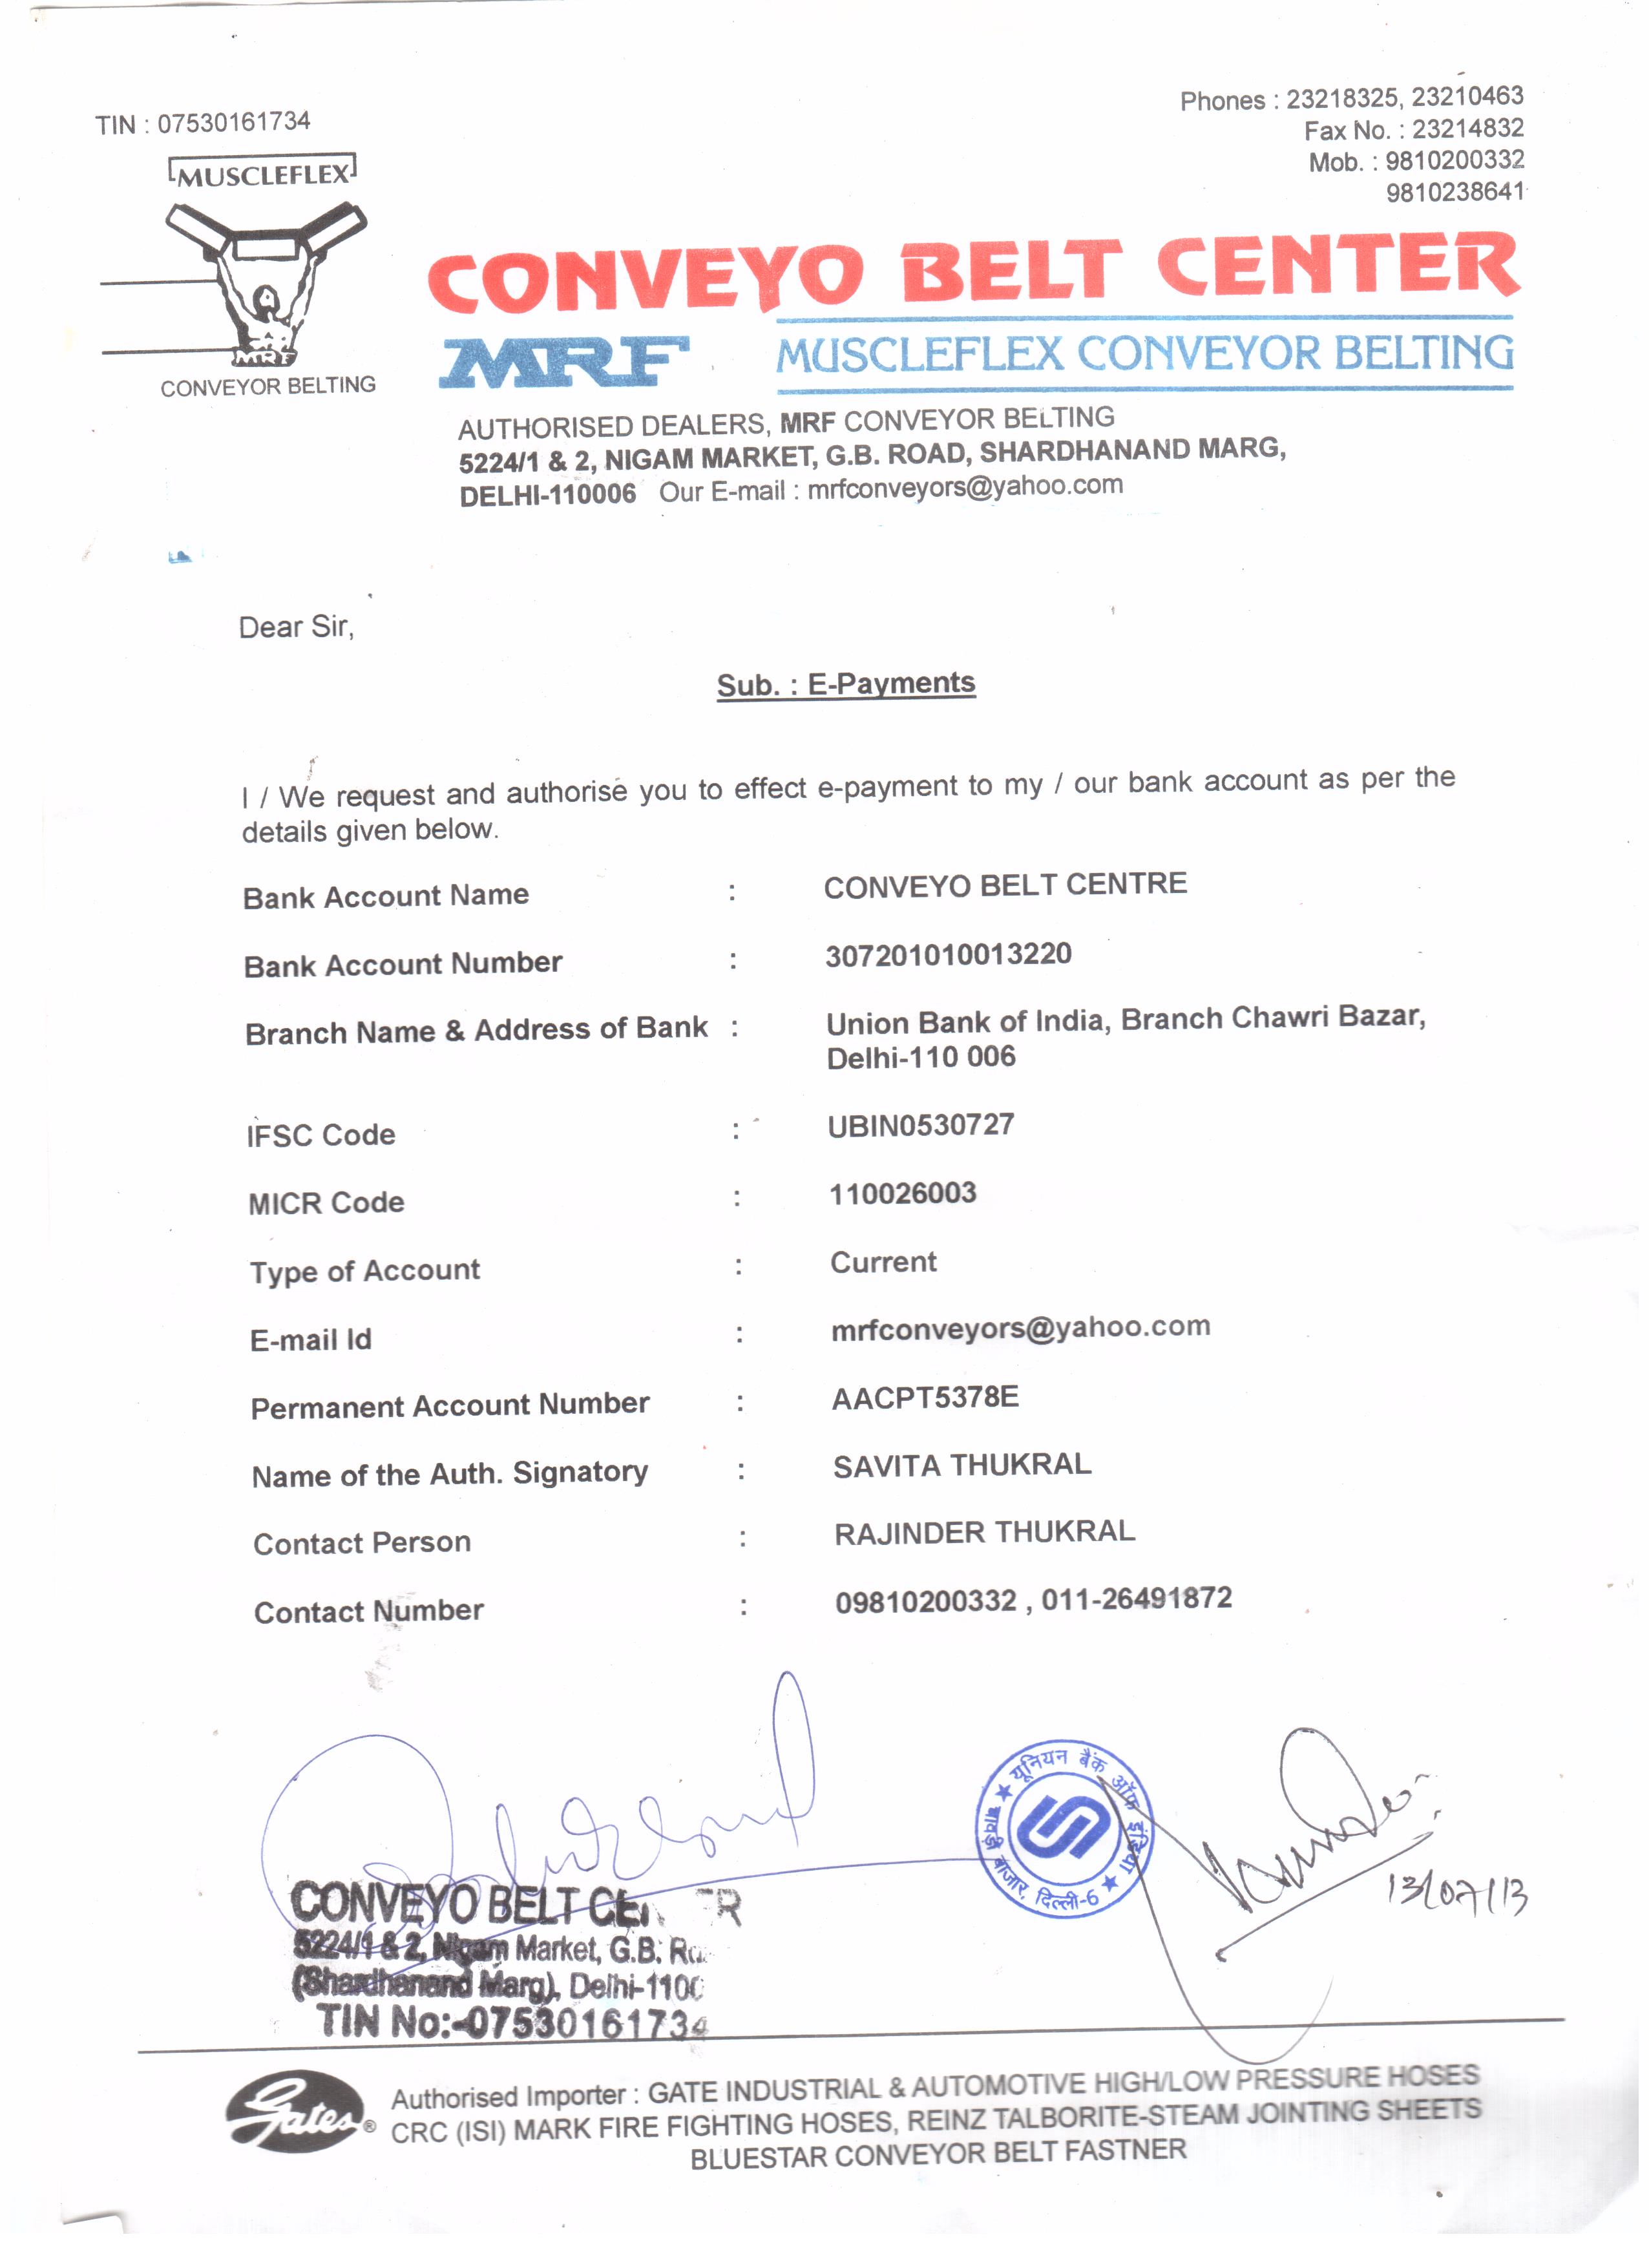 TIN : 07530161734
Phones : 23218325, 23210463
Fax No. : 23214832
Mob. : 9810200332
9810238641
MUSCLEFLEX
MRF
CONVEYOR BELTING
CONVEYO BELT CENTER
MRF MUSCLEFLEX CONVEYOR BELTING
AUTHORISED DEALERS, MRF CONVEYOR BELTING
5224/1 & 2, NIGAM MARKET, G.B. ROAD, SHARDHANAND MARG,
DELHI-110006 Our E-mail : mrfconveyors@yahoo.com
Dear Sir,
Sub. : E-Payments
I / We request and authorise you to effect e-payment to my / our bank account as per the
details given below.
Bank Account Name : CONVEYO BELT CENTRE
Bank Account Number : 307201010013220
Branch Name & Address of Bank : Union Bank of India, Branch Chawri Bazar,
Delhi-110 006
IFSC Code : UBIN0530727
MICR Code : 110026003
Type of Account : Current
E-mail Id : mrfconveyors@yahoo.com
Permanent Account Number : AACPT5378E
Name of the Auth. Signatory : SAVITA THUKRAL
Contact Person : RAJINDER THUKRAL
Contact Number : 09810200332 , 011-26491872
यूनियन बैंक ऑफ इंडिया
चावड़ी बाजार, दिल्ली-6
13/07/13
CONVEYO BELT CENTER
5224/1 & 2, Nigam Market, G.B. Ro
(Shardhanand Marg), Delhi-1100
TIN No:-07530161734
Gates®
Authorised Importer : GATE INDUSTRIAL & AUTOMOTIVE HIGH/LOW PRESSURE HOSES
CRC (ISI) MARK FIRE FIGHTING HOSES, REINZ TALBORITE-STEAM JOINTING SHEETS
BLUESTAR CONVEYOR BELT FASTNER